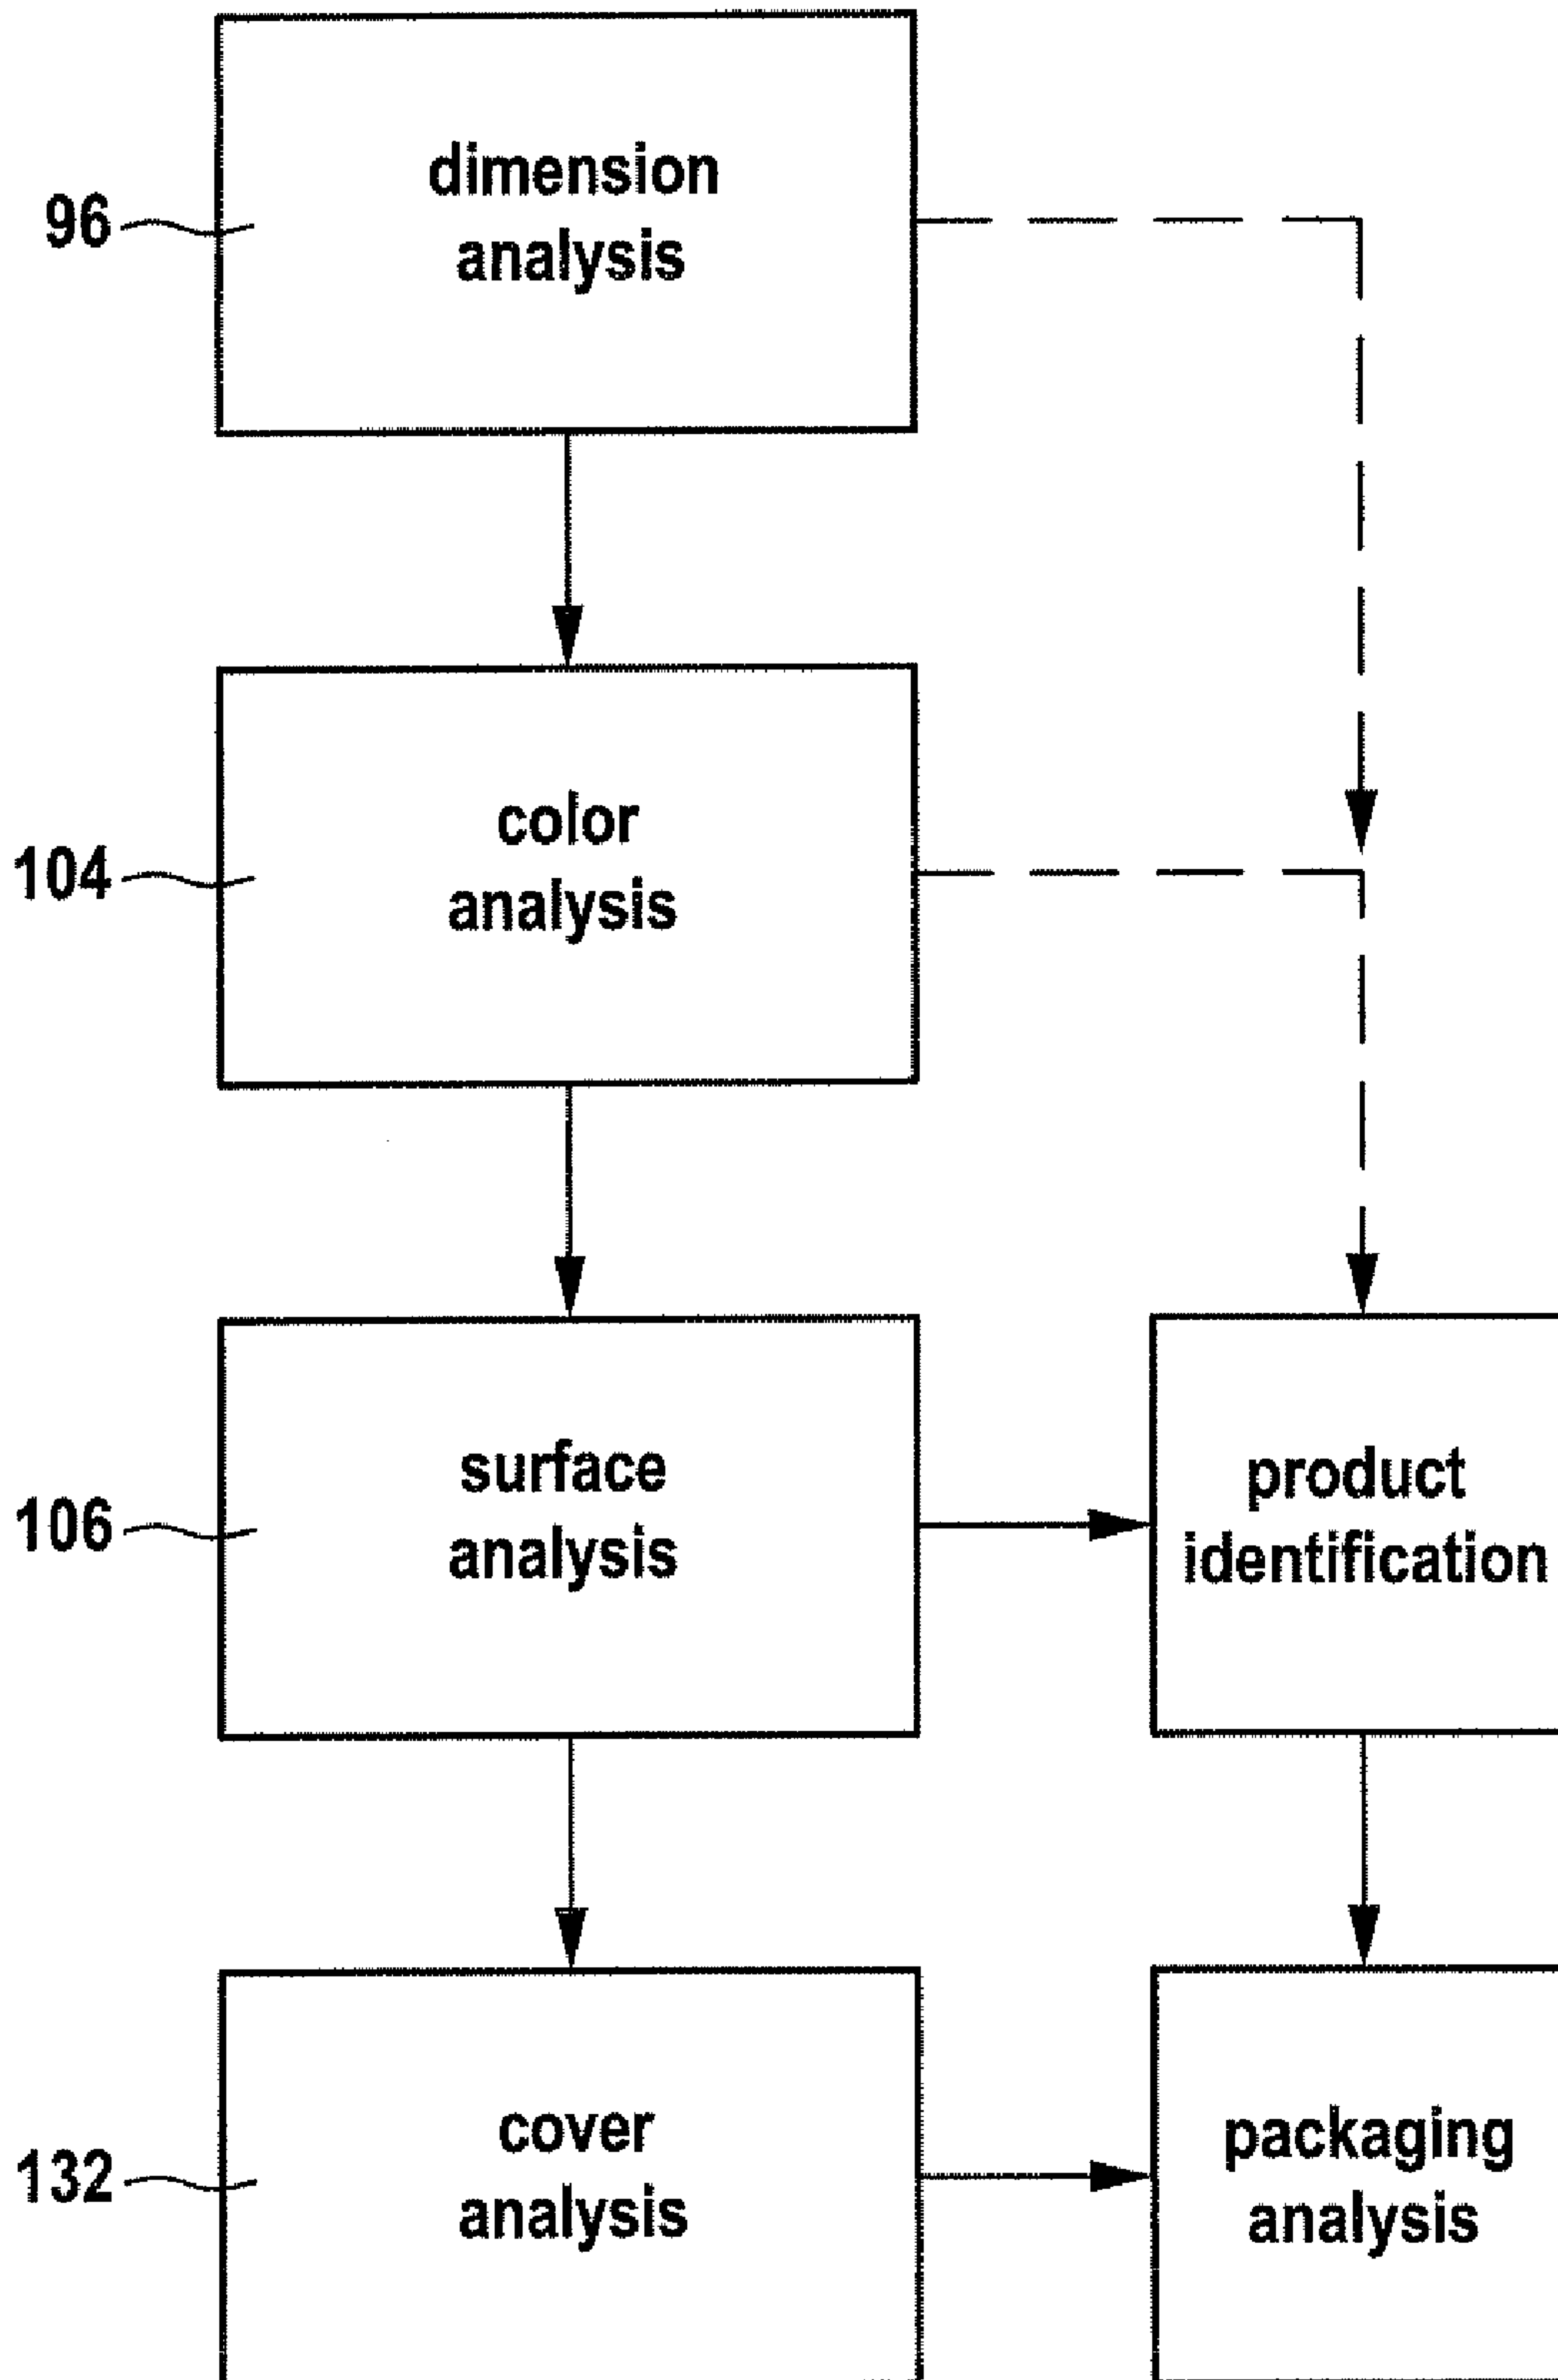 dimension
analysis
96
color
analysis
104
surface
analysis
106
product
identification
cover
analysis
132
packaging
analysis